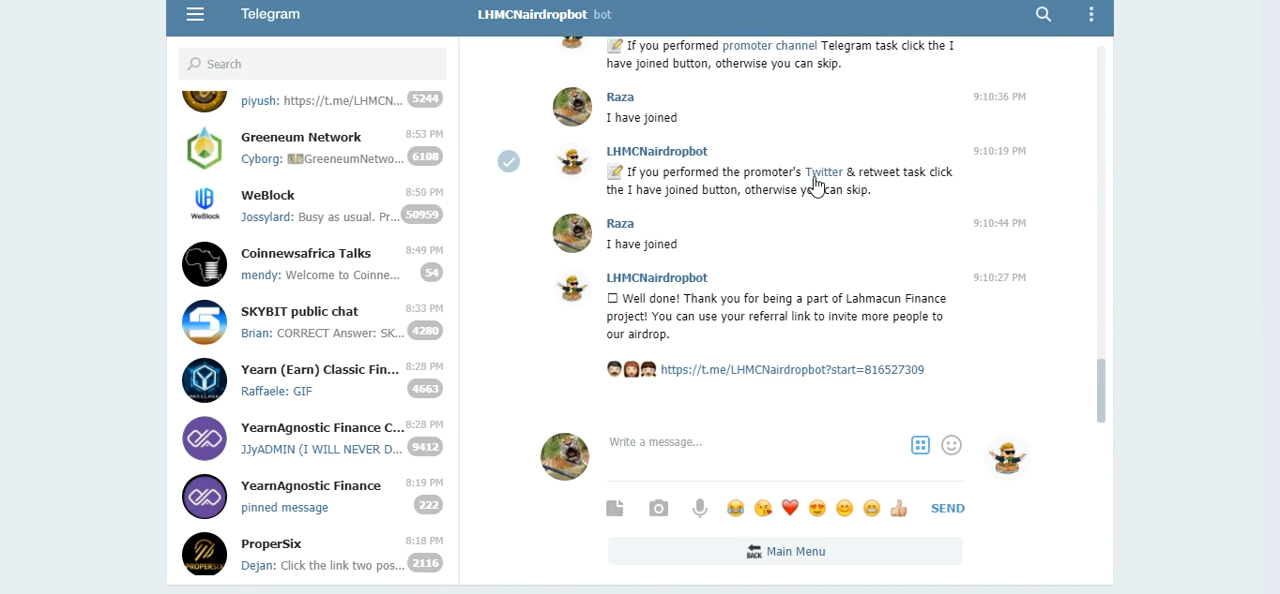 Telegram
LHMCNairdropbot bot
Search
piyush: https://t.me/LHMCN... 5244
Greeneum Network 8:53 PM
Cyborg: GreeneumNetwo... 6108
WeBlock 8:50 PM
WeBlock
Jossylard: Busy as usual. Pr... 50959
Coinnewsafrica Talks 8:49 PM
mendy: Welcome to Coinne... 54
SKYBIT public chat 8:33 PM
Brian: CORRECT Answer: SK... 4280
Yearn (Earn) Classic Fin... 8:28 PM
Raffaele: GIF 4663
YearnAgnostic Finance C... 8:28 PM
JJyADMIN (I WILL NEVER D... 9412
YearnAgnostic Finance 8:19 PM
pinned message 222
ProperSix 8:18 PM
PROPERSIX
Dejan: Click the link two pos... 2116
If you performed promoter channel Telegram task click the I
have joined button, otherwise you can skip.
Raza 9:10:36 PM
I have joined
LHMCNairdropbot 9:10:19 PM
If you performed the promoter's Twitter & retweet task click
the I have joined button, otherwise you can skip.
Raza 9:10:44 PM
I have joined
LHMCNairdropbot 9:10:27 PM
Well done! Thank you for being a part of Lahmacun Finance
project! You can use your referral link to invite more people to
our airdrop.
https://t.me/LHMCNairdropbot?start=816527309
Write a message...
SEND
BACK Main Menu